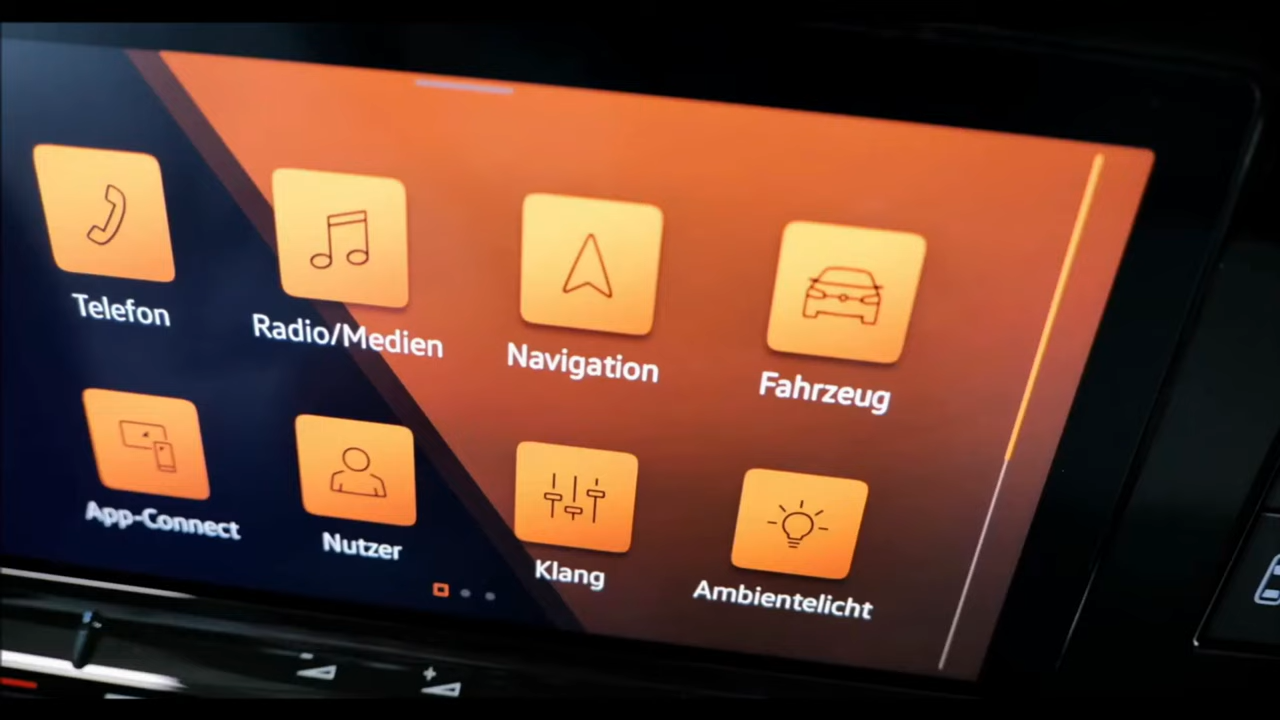 Telefon
Radio/Medien
Navigation
Fahrzeug
App-Connect
Nutzer
Klang
Ambientelicht